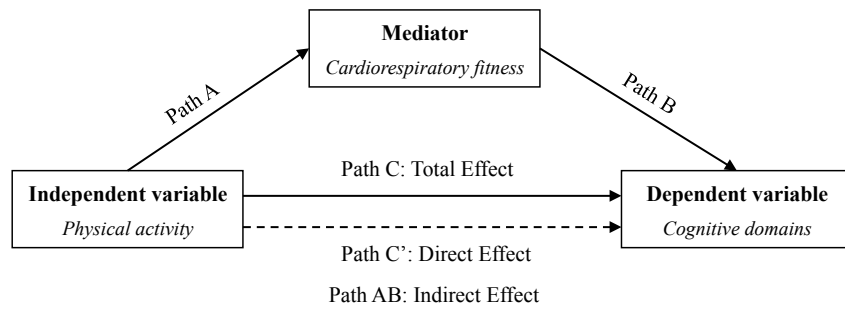 Mediator
Cardiorespiratory fitness
Path A
Path B
Path C: Total Effect
Independent variable
Physical activity
Dependent variable
Cognitive domains
Path C’: Direct Effect
Path AB: Indirect Effect